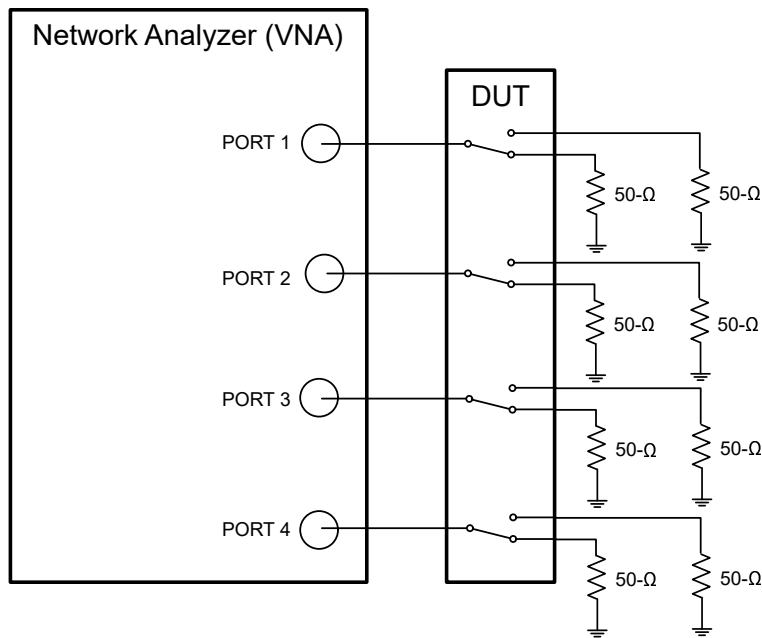 Network Analyzer (VNA)
DUT
PORT 1
50-Ω
50-Ω
PORT 2
50-Ω
50-Ω
PORT 3
50-Ω
50-Ω
PORT 4
50-Ω
50-Ω